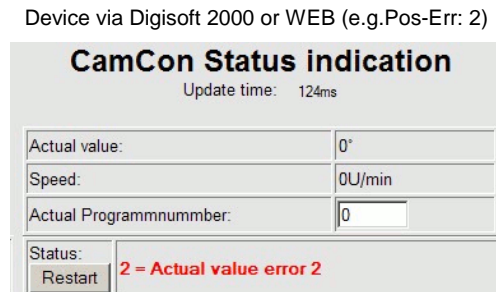 Device via Digisoft 2000 or WEB (e.g.Pos-Err: 2)
CamCon Status indication
Update time: 124ms
Actual value: 0°
Speed: 0U/min
Actual Programmnummber: 0
Status:
Restart 2 = Actual value error 2